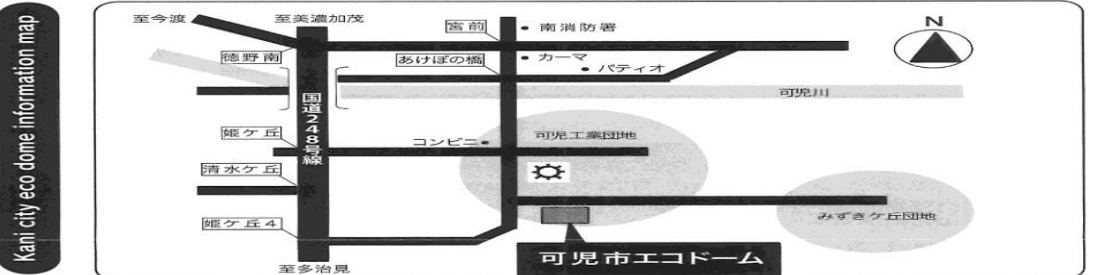 Kani city eco dome information map
至今渡
至美濃加茂
宮前
南消防署
N
徳野南
あけぼの橋
カーマ
パティオ
可児川
国道248号線
姫ケ丘
コンビニ
可児工業団地
清水ケ丘
姫ケ丘4
みずきケ丘団地
可児市エコドーム
至多治見